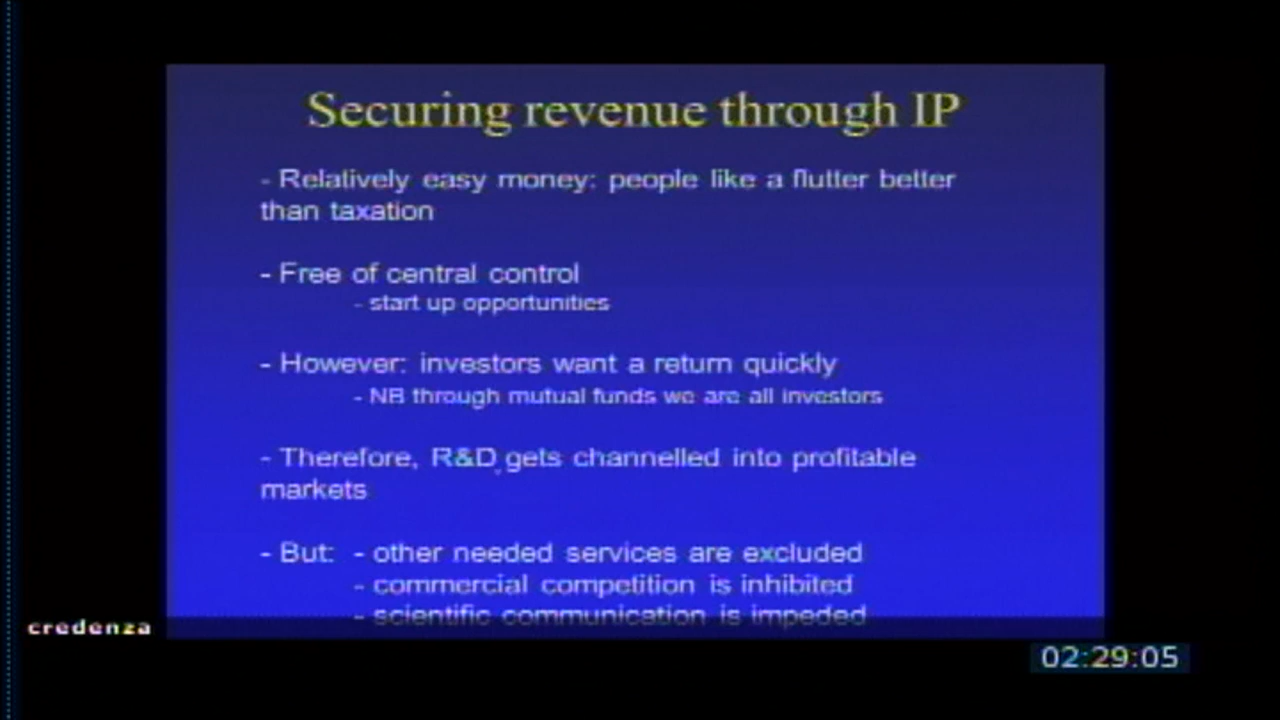 Securing revenue through IP
- Relatively easy money: people like a flutter better
than taxation
- Free of central control
- start up opportunities
- However: investors want a return quickly
- NB through mutual funds we are all investors
- Therefore, R&D gets channelled into profitable
markets
- But: - other needed services are excluded
- commercial competition is inhibited
- scientific communication is impeded
credenza
02:29:05